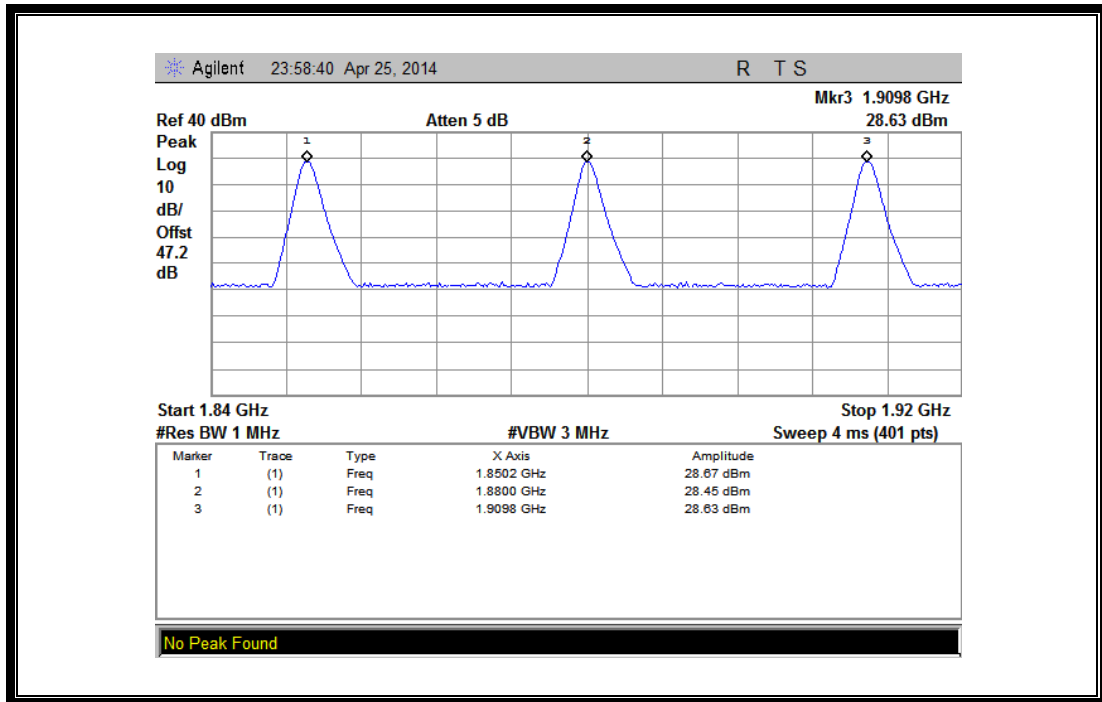 Agilent 23:58:40 Apr 25, 2014 R T S
Mkr3 1.9098 GHz
Ref 40 dBm Atten 5 dB 28.63 dBm
Peak
Log
10
dB/
Offst
47.2
dB
1 2 3
Start 1.84 GHz Stop 1.92 GHz
#Res BW 1 MHz #VBW 3 MHz Sweep 4 ms (401 pts)
Marker Trace Type X Axis Amplitude
1 (1) Freq 1.8502 GHz 28.67 dBm
2 (1) Freq 1.8800 GHz 28.45 dBm
3 (1) Freq 1.9098 GHz 28.63 dBm
No Peak Found